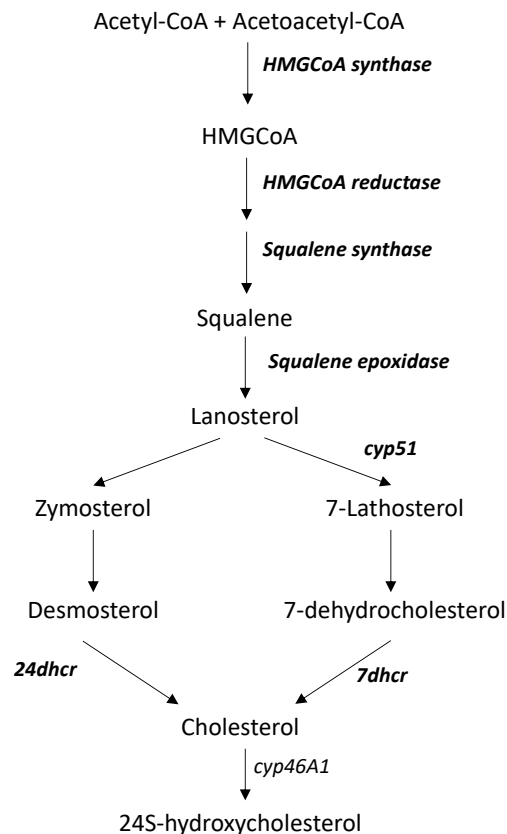 Acetyl-CoA + Acetoacetyl-CoA
HMGCoA synthase
HMGCoA
HMGCoA reductase
Squalene synthase
Squalene
Squalene epoxidase
Lanosterol
cyp51
Zymosterol
7-Lathosterol
Desmosterol
7-dehydrocholesterol
24dhcr
7dhcr
Cholesterol
cyp46A1
24S-hydroxycholesterol